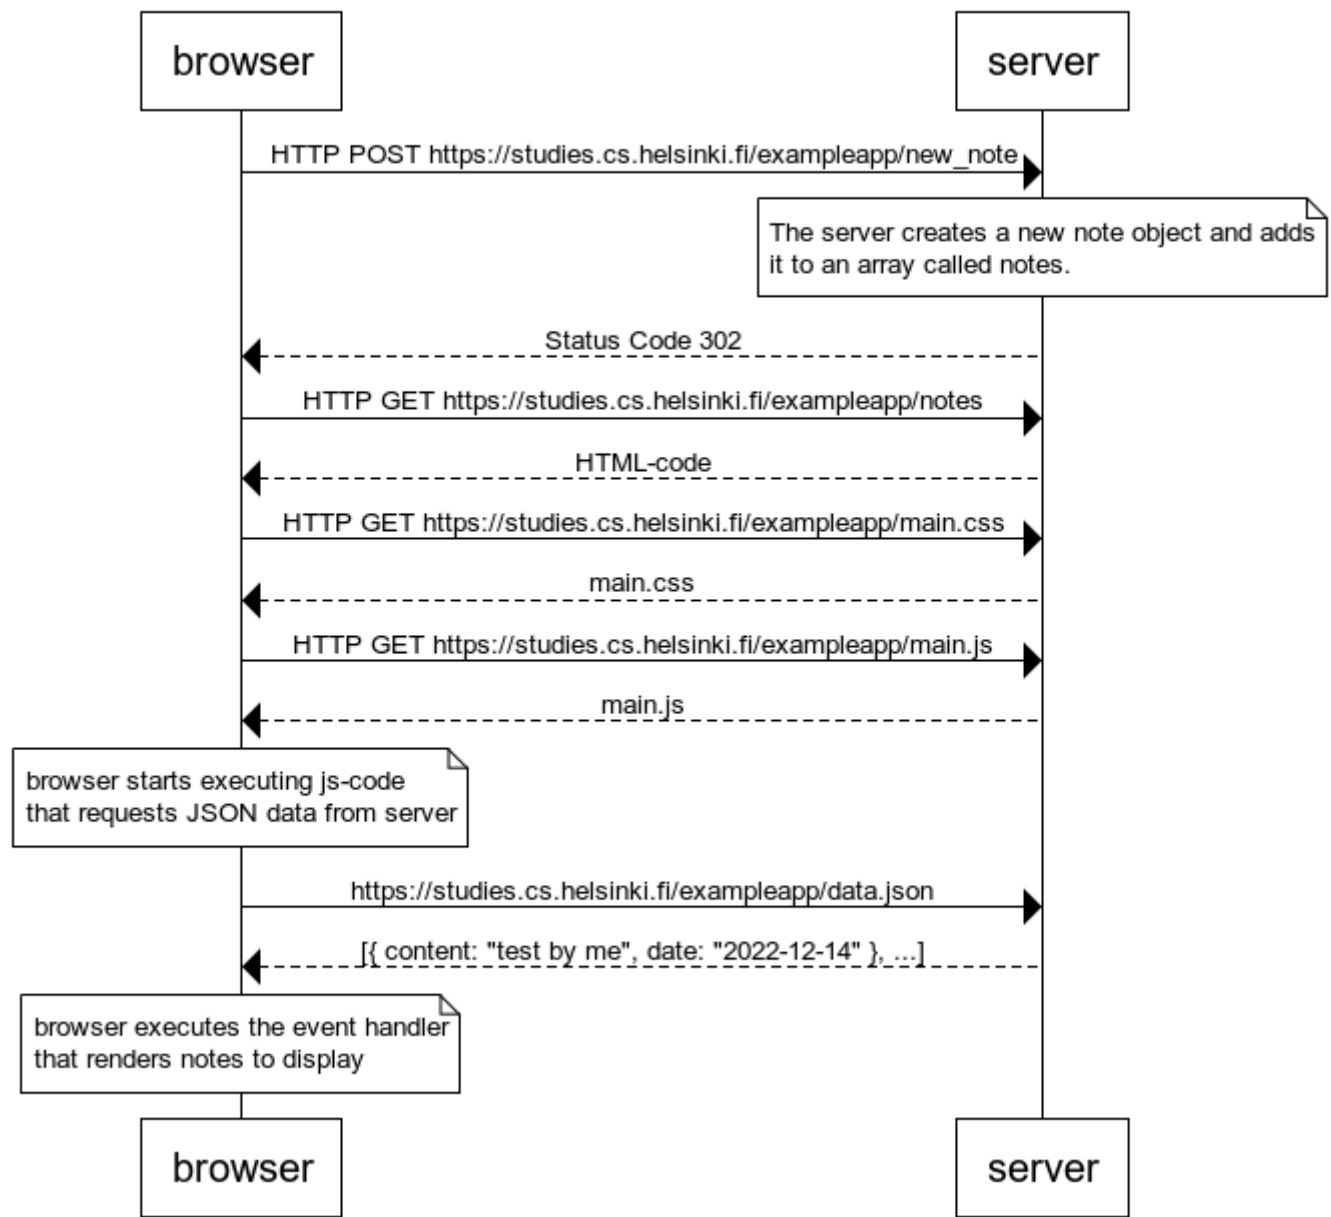 browser
server
HTTP POST https://studies.cs.helsinki.fi/exampleapp/new_note
The server creates a new note object and adds
it to an array called notes.
Status Code 302
HTTP GET https://studies.cs.helsinki.fi/exampleapp/notes
HTML-code
HTTP GET https://studies.cs.helsinki.fi/exampleapp/main.css
main.css
HTTP GET https://studies.cs.helsinki.fi/exampleapp/main.js
main.js
browser starts executing js-code
that requests JSON data from server
https://studies.cs.helsinki.fi/exampleapp/data.json
[{ content: "test by me", date: "2022-12-14" }, ...]
browser executes the event handler
that renders notes to display
browser
server